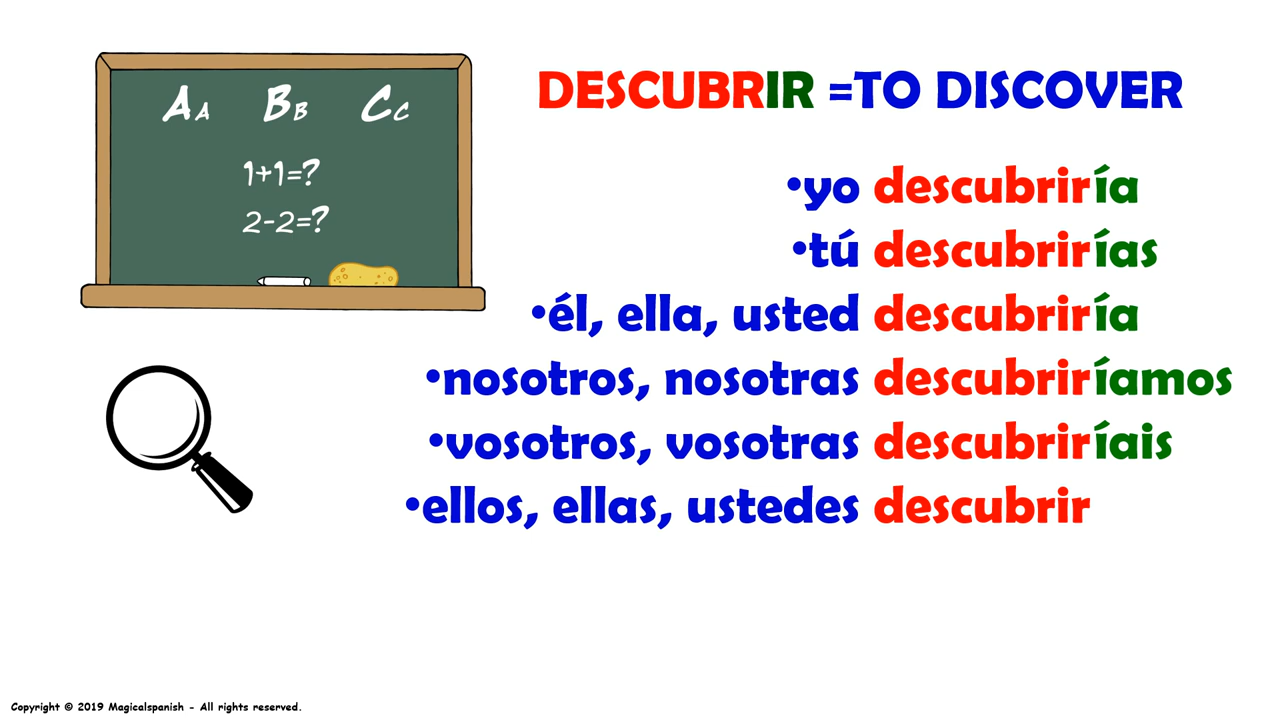 AA BB CC
1+1=?
2-2=?
DESCUBRIR =TO DISCOVER
•yo descubriría
•tú descubrirías
•él, ella, usted descubriría
•nosotros, nosotras descubriríamos
•vosotros, vosotras descubriríais
•ellos, ellas, ustedes descubrir
Copyright © 2019 Magicalspanish - All rights reserved.